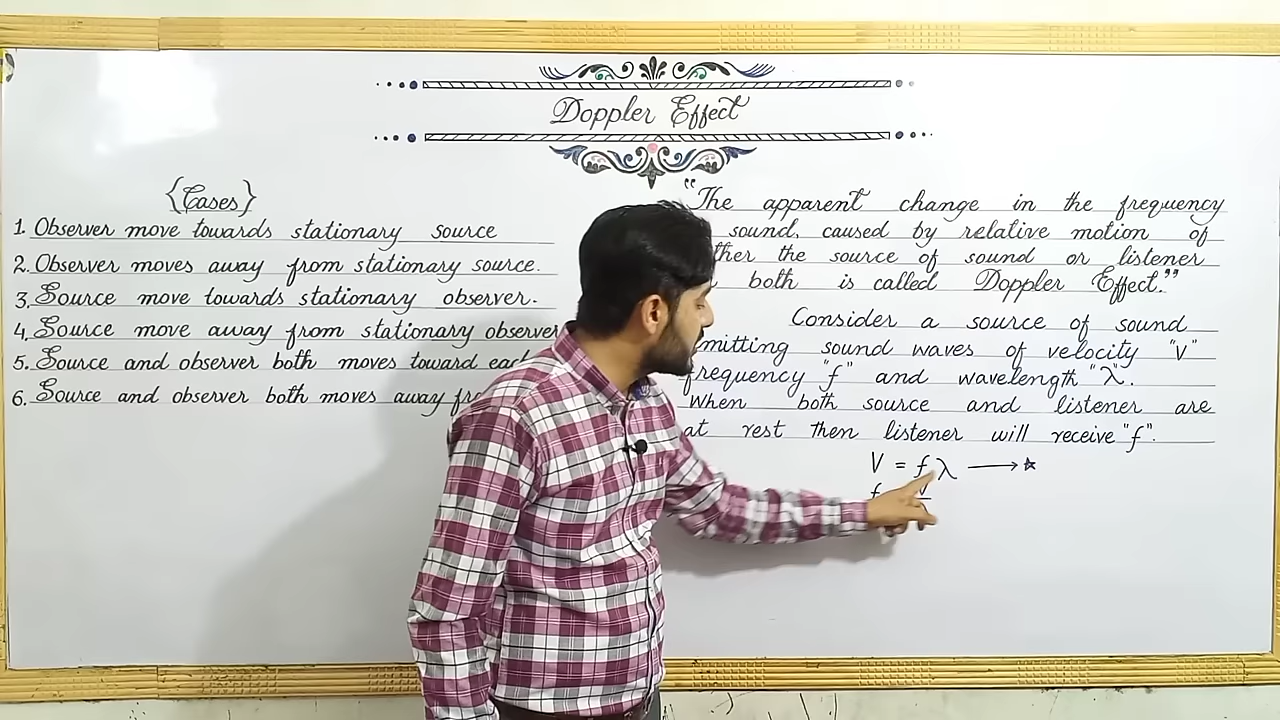 Doppler Effect
{Cases}
1. Observer move towards stationary source
2. Observer moves away from stationary source.
3. Source move towards stationary observer.
4. Source move away from stationary observer
5. Source and observer both moves toward
6. Source and observer both moves away
"The apparent change in the frequency
sound, caused by relative motion of
the source of sound or listener
both is called Doppler Effect."
Consider a source of sound
sound waves of velocity "V"
frequency "f" and wavelength "λ".
When both source and listener are
at rest then listener will receive "f".
V = fλ ⟶ ☆